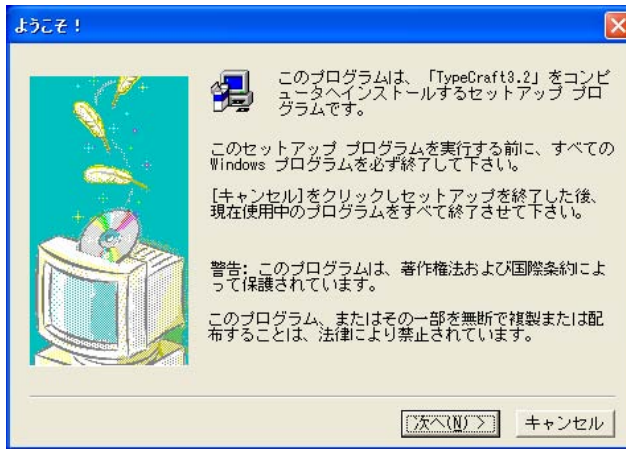 ようこそ！
このプログラムは、「TypeCraft3.2」をコンピ
ュータへインストールするセットアップ プロ
グラムです。
このセットアップ プログラムを実行する前に、すべての
Windows プログラムを必ず終了して下さい。
[キャンセル]をクリックしセットアップを終了した後、
現在使用中のプログラムをすべて終了させて下さい。
警告: このプログラムは、著作権法および国際条約によ
って保護されています。
このプログラム、またはその一部を無断で複製または配
布することは、法律により禁止されています。
次へ(N) >
キャンセル